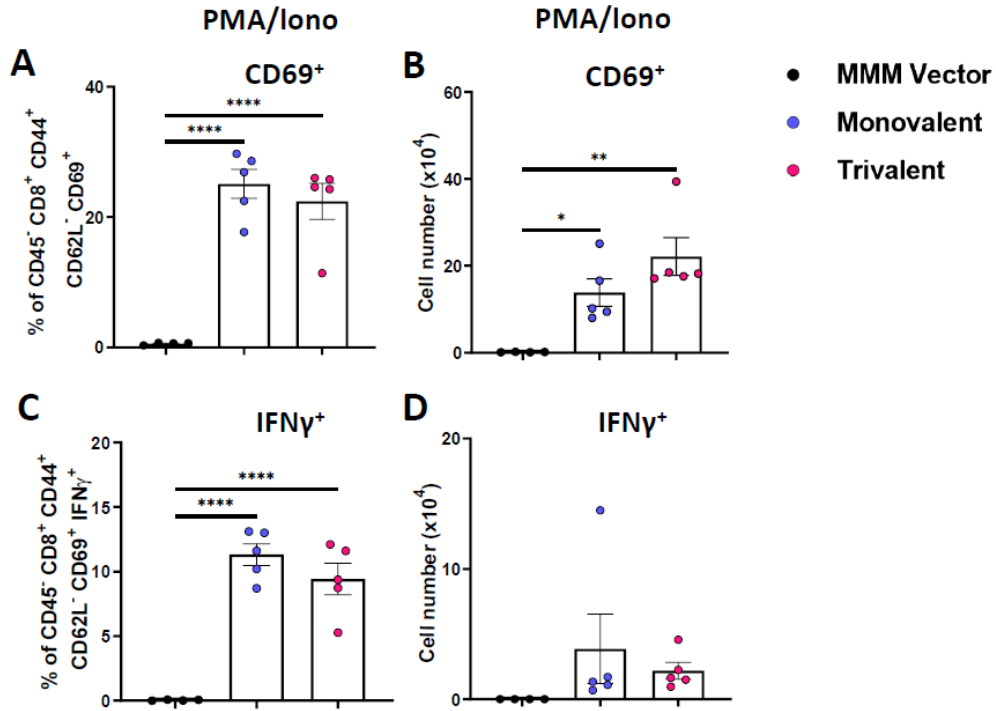 PMA/Iono
PMA/Iono
A
CD69⁺
B
CD69⁺
MMM Vector
Monovalent
Trivalent
% of CD45⁻ CD8⁺ CD44⁺
CD62L⁻ CD69⁺
40
20
0
****
****
Cell number (x10⁴)
60
40
20
0
**
*
C
IFNγ⁺
D
IFNγ⁺
% of CD45⁻ CD8⁺ CD44⁺
CD62L⁻ CD69⁺ IFNγ⁺
20
15
10
5
0
****
****
Cell number (x10⁴)
20
15
10
5
0